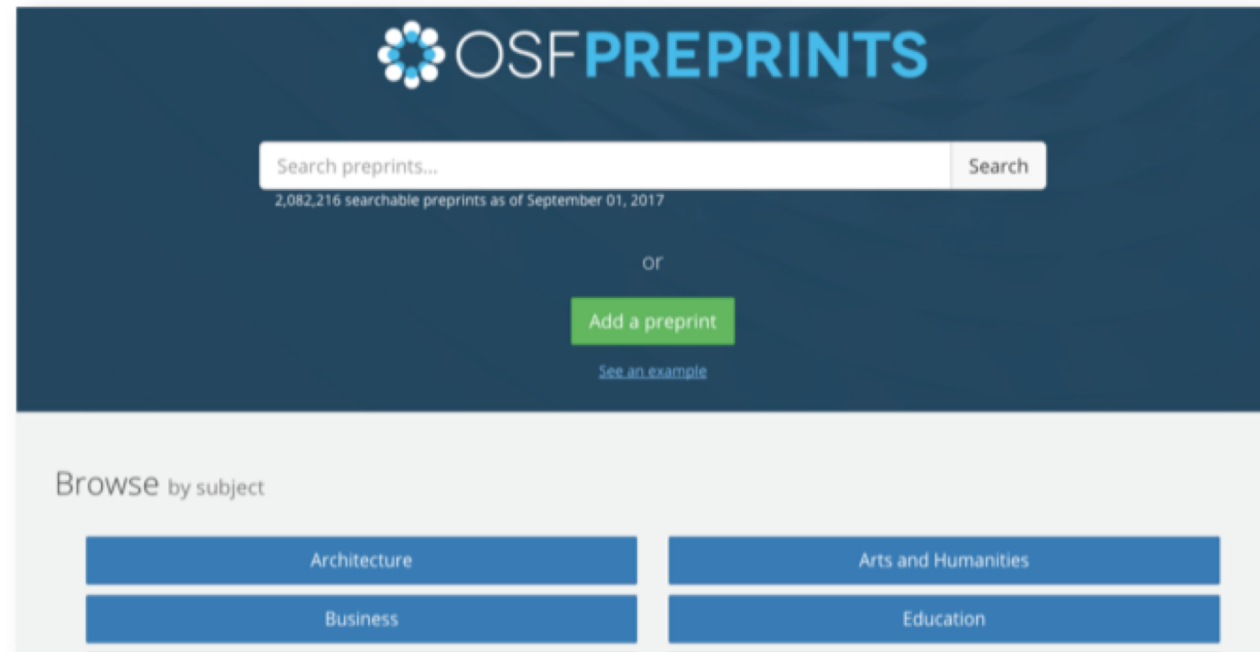 OSFPREPRINTS
Search preprints... Search
2,082,216 searchable preprints as of September 01, 2017
or
Add a preprint
See an example
Browse by subject
Architecture Arts and Humanities
Business Education